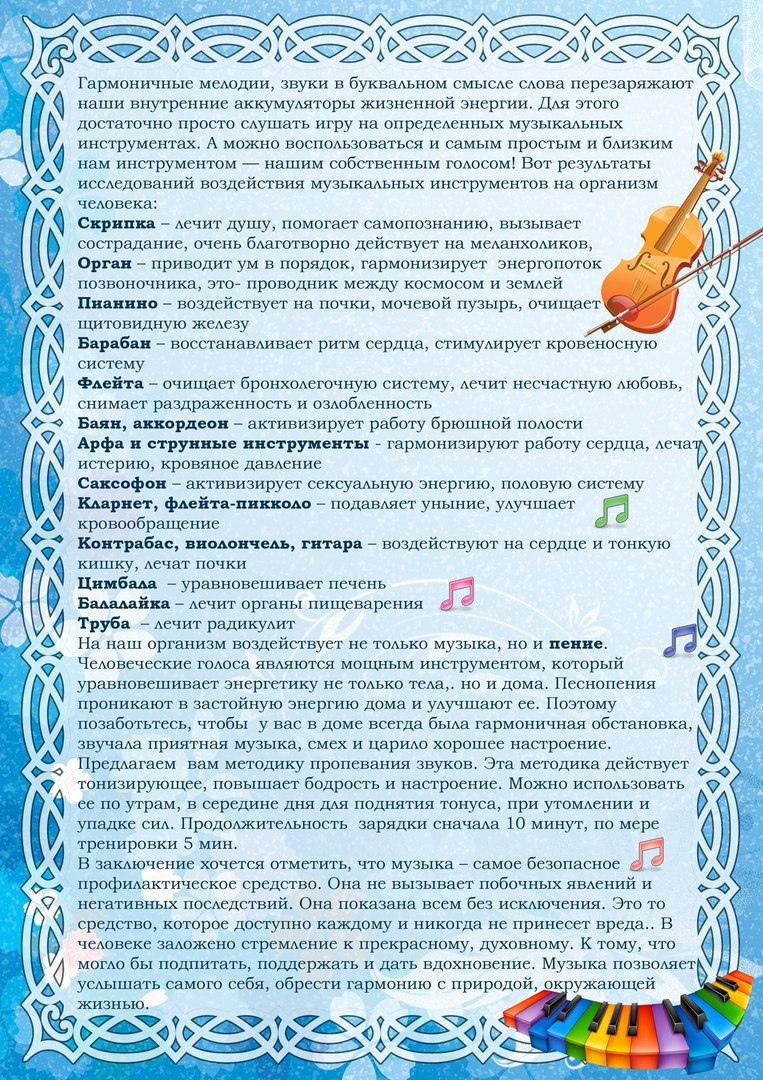 Гармоничные мелодии, звуки в буквальном смысле слова перезаряжают
наши внутренние аккумуляторы жизненной энергии. Для этого
достаточно просто слушать игру на определенных музыкальных
инструментах. А можно воспользоваться и самым простым и близким
нам инструментом — нашим собственным голосом! Вот результаты
исследований воздействия музыкальных инструментов на организм
человека:
Скрипка – лечит душу, помогает самопознанию, вызывает
сострадание, очень благотворно действует на меланхоликов,
Орган – приводит ум в порядок, гармонизирует энергопоток
позвоночника, это- проводник между космосом и землей
Пианино – воздействует на почки, мочевой пузырь, очищает
щитовидную железу
Барабан – восстанавливает ритм сердца, стимулирует кровеносную
систему
Флейта – очищает бронхолегочную систему, лечит несчастную любовь,
снимает раздраженность и озлобленность
Баян, аккордеон – активизирует работу брюшной полости
Арфа и струнные инструменты - гармонизируют работу сердца, лечат
истерию, кровяное давление
Саксофон – активизирует сексуальную энергию, половую систему
Кларнет, флейта-пикколо – подавляет уныние, улучшает
кровообращение
Контрабас, виолончель, гитара – воздействуют на сердце и тонкую
кишку, лечат почки
Цимбала – уравновешивает печень
Балалайка – лечит органы пищеварения
Труба – лечит радикулит
На наш организм воздействует не только музыка, но и пение.
Человеческие голоса являются мощным инструментом, который
уравновешивает энергетику не только тела,. но и дома. Песнопения
проникают в застойную энергию дома и улучшают ее. Поэтому
позаботьтесь, чтобы у вас в доме всегда была гармоничная обстановка,
звучала приятная музыка, смех и царило хорошее настроение.
Предлагаем вам методику пропевания звуков. Эта методика действует
тонизирующее, повышает бодрость и настроение. Можно использовать
ее по утрам, в середине дня для поднятия тонуса, при утомлении и
упадке сил. Продолжительность зарядки сначала 10 минут, по мере
тренировки 5 мин.
В заключение хочется отметить, что музыка – самое безопасное
профилактическое средство. Она не вызывает побочных явлений и
негативных последствий. Она показана всем без исключения. Это то
средство, которое доступно каждому и никогда не принесет вреда.. В
человеке заложено стремление к прекрасному, духовному. К тому, что
могло бы подпитать, поддержать и дать вдохновение. Музыка позволяет
услышать самого себя, обрести гармонию с природой, окружающей
жизнью.